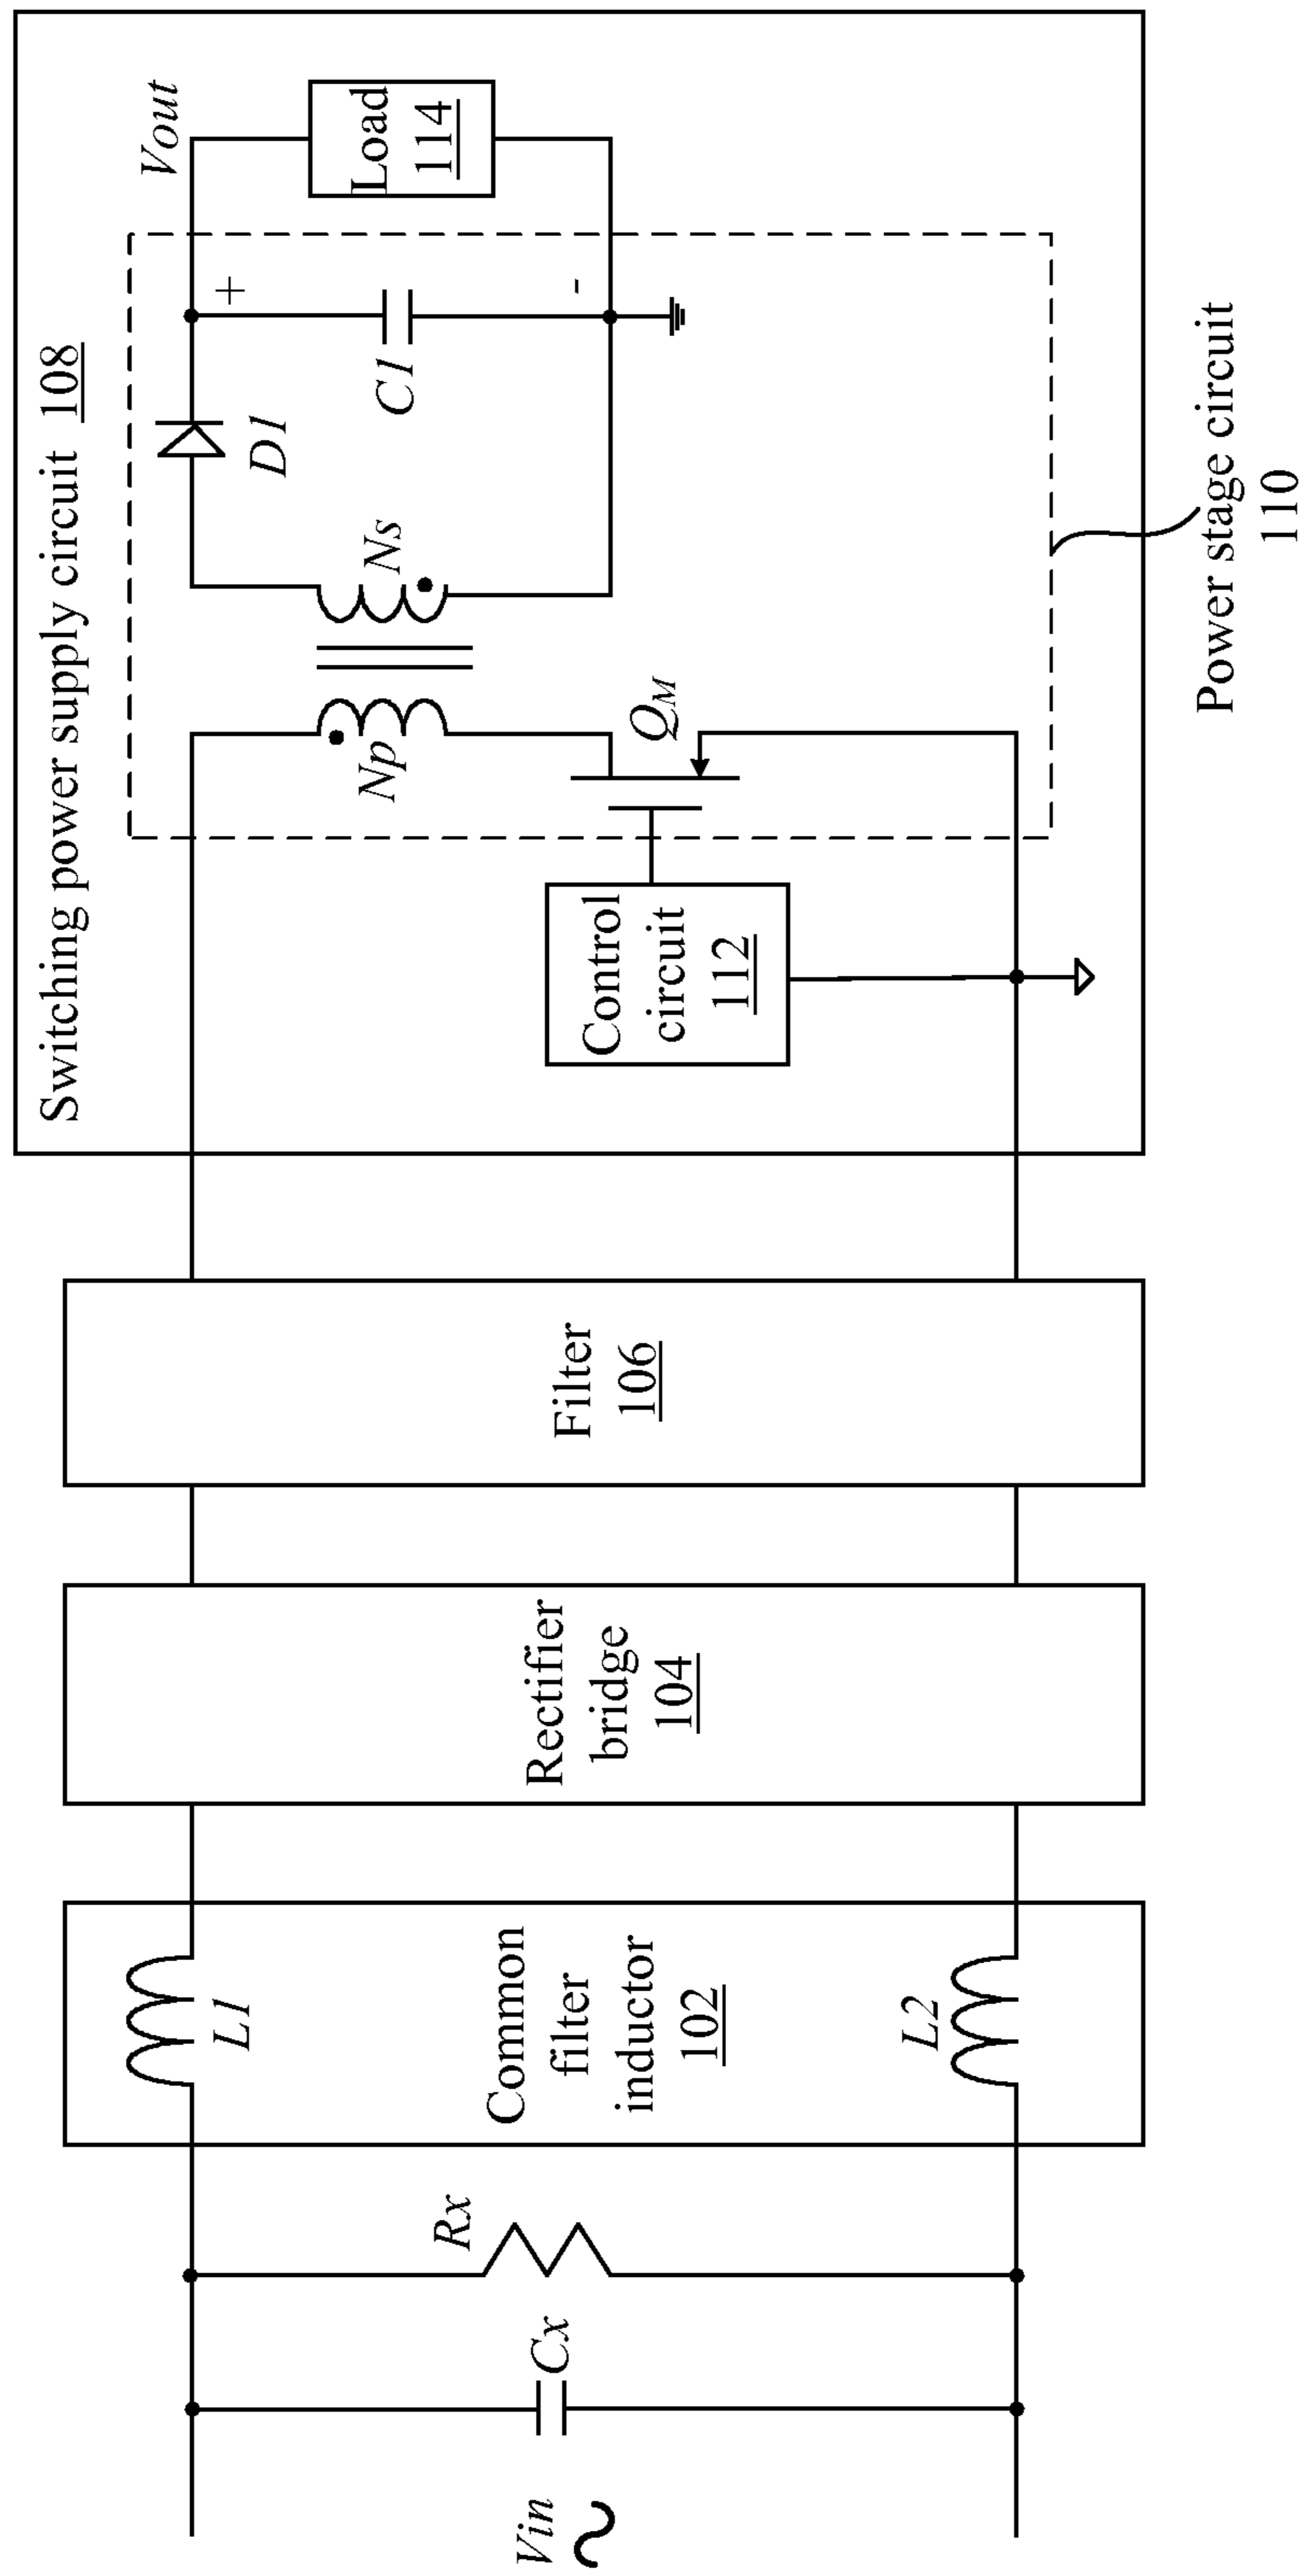 Vin
Cx
Rx
L1
Common
filter
inductor
102
L2
Rectifier
bridge
104
Filter
106
Switching power supply circuit 108
Control
circuit
112
Np
QM
Ns
D1
+
C1
-
Vout
Load
114
Power stage circuit
110